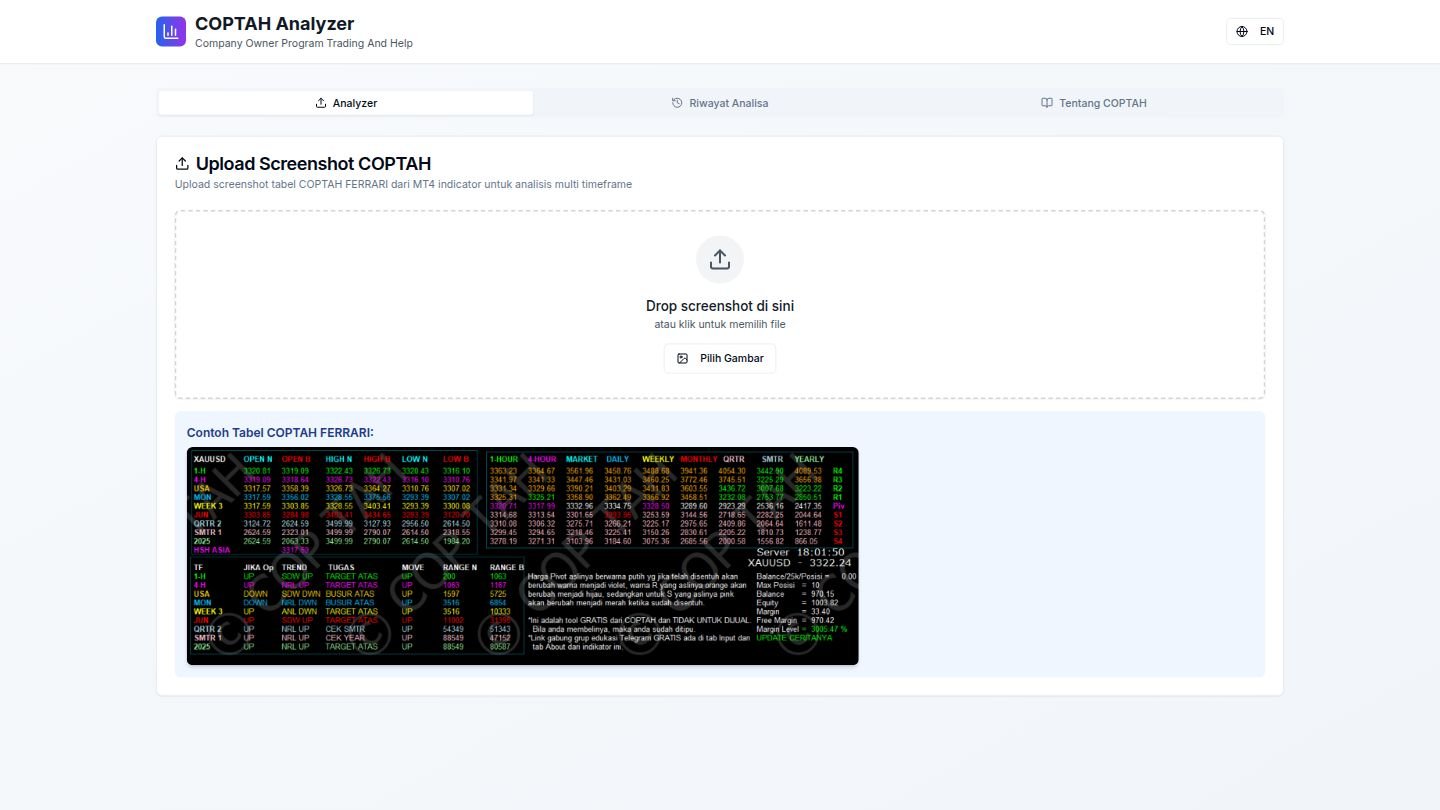 COPTAH Analyzer
Company Owner Program Trading And Help
EN
Analyzer
Riwayat Analisa
Tentang COPTAH
Upload Screenshot COPTAH
Upload screenshot tabel COPTAH FERRARI dari MT4 indicator untuk analisis multi timeframe
Drop screenshot di sini
atau klik untuk memilih file
Pilih Gambar
Contoh Tabel COPTAH FERRARI:
XAUUSD OPEN N OPEN B HIGH N HIGH B LOW N LOW B
1-H 3320.81 3319.09 3322.43 3326.73 3320.43 3316.10
4-H 3319.09 3318.64 3326.73 3322.43 3316.10 3310.76
USA 3317.57 3358.39 3326.73 3364.27 3310.76 3307.02
MON 3317.59 3356.02 3328.55 3375.56 3293.39 3307.02
WEEK 3 3317.59 3303.85 3328.55 3403.41 3293.39 3300.08
JUN
QRTR 2 3124.72 2624.59 3499.99 3127.93 2956.50 2614.50
SMTR 1 2624.59 2323.01 3499.99 2790.07 2614.50 2318.55
2025 2624.59 2063.33 3499.99 2790.07 2614.50 1984.20
HSH ASIA 3317.59
1-HOUR 4-HOUR MARKET DAILY WEEKLY MONTHLY QRTR SMTR YEARLY
3363.23 3364.67 3561.96 3458.76 3488.68 3941.36 4054.30 3442.90 4089.53 R4
3341.97 3341.33 3447.46 3431.03 3460.25 3772.46 3745.51 3225.29 3656.38 R3
3331.34 3329.66 3390.21 3403.29 3431.83 3603.55 3436.72 3007.68 3223.22 R2
3325.31 3325.21 3358.90 3362.49 3366.92 3458.51 3232.08 2753.77 2850.51 R1
3320.71 3317.99 3332.96 3334.75 3328.50 3289.60 2923.29 2536.16 2417.35 Piv
3314.68 3313.54 3301.65 3293.95 3253.59 3144.56 2718.65 2282.25 2044.64 S1
3310.08 3306.32 3275.71 3266.21 3225.17 2975.65 2409.86 2064.64 1611.48 S2
3299.45 3294.65 3218.46 3225.41 3150.26 2830.61 2205.22 1810.73 1238.77 S3
3278.19 3271.31 3103.96 3184.60 3075.36 2685.56 2000.58 1556.82 866.05 S4
Server 18:01:50
XAUUSD - 3322.24
TF JIKA Op TREND TUGAS MOVE RANGE N RANGE B
1-H UP SDW UP TARGET ATAS UP 200 1063
4-H UP NRL UP TARGET ATAS UP 1063 1167
USA DOWN SDW DWN BUSUR ATAS UP 1597 5725
MON DOWN NRL DWN BUSUR ATAS UP 3516 6854
WEEK 3 UP ANL DWN TARGET ATAS UP 3516 10333
JUN UP SDW UP TARGET ATAS UP
QRTR 2 UP NRL UP CEK SMTR UP 54349 51343
SMTR 1 UP NRL UP CEK YEAR UP 88549 47152
2025 UP NRL UP TARGET ATAS UP 88549 80587
Harga Pivot aslinya berwarna putih yg jika telah disentuh akan
berubah warna menjadi violet, warna R yang aslinya orange akan
berubah menjadi hijau, sedangkan untuk S yang aslinya pink
akan berubah menjadi merah ketika sudah disentuh.
*Ini adalah tool GRATIS dari COPTAH dan TIDAK UNTUK DIJUAL.
Bila anda membelinya, maka anda sudah ditipu.
*Link gabung grup edukasi Telegram GRATIS ada di tab Input dan
tab About dari indikator ini.
Balance/25k/Posisi = 0.00
Max Posisi = 10
Balance = 970.15
Equity = 1003.82
Margin = 33.40
Free Margin = 970.42
Margin Level = 3005.47 %
UPDATE CERITANYA